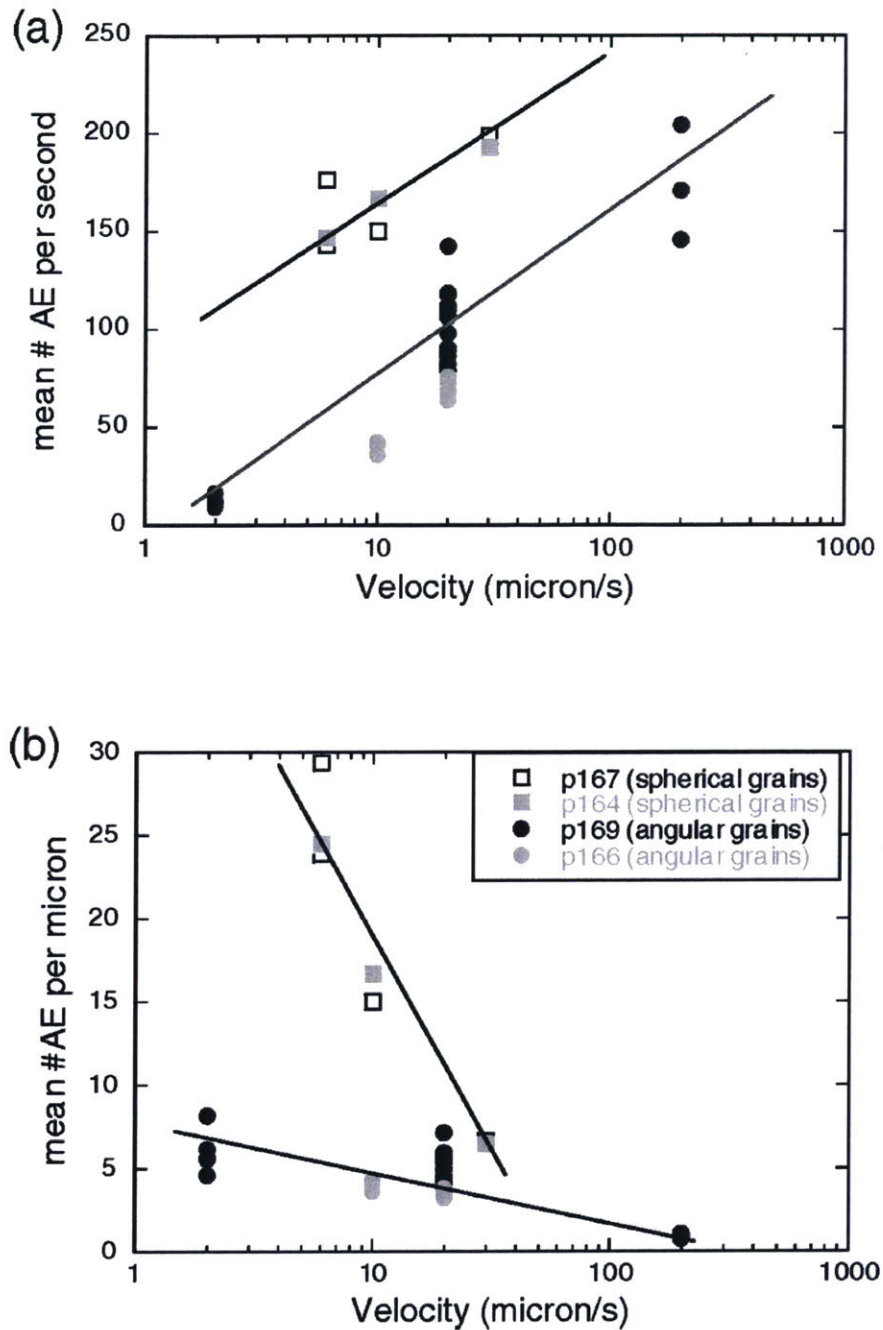 (a)
250
200
150
100
50
0
mean # AE per second
1 10 100 1000
Velocity (micron/s)
(b)
30
25
20
15
10
5
0
mean #AE per micron
p167 (spherical grains)
p164 (spherical grains)
p169 (angular grains)
p166 (angular grains)
1 10 100 1000
Velocity (micron/s)